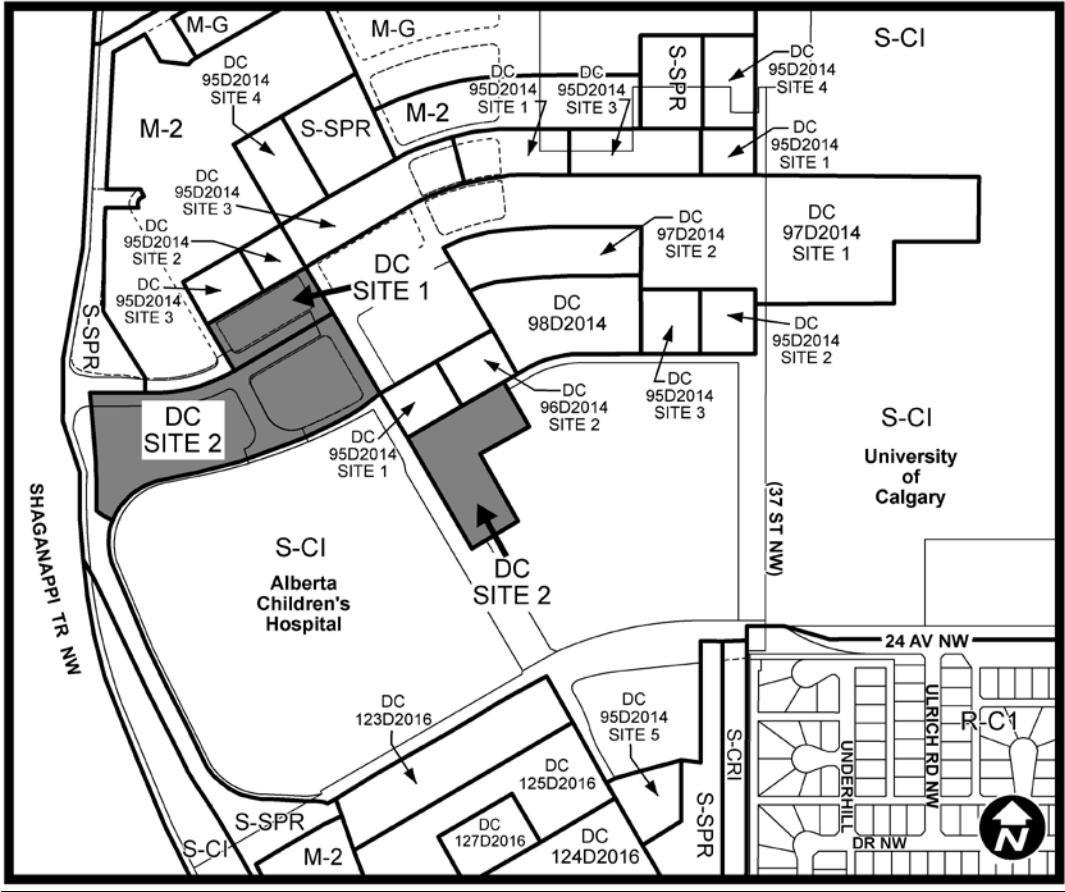 M-G
M-G
S-CI
DC
95D2014
SITE 4
DC
95D2014
SITE 1
DC
95D2014
SITE 3
S-SPR
DC
95D2014
SITE 4
M-2
S-SPR
M-2
DC
95D2014
SITE 1
DC
95D2014
SITE 3
DC
95D2014
SITE 2
DC
95D2014
SITE 3
DC
SITE 1
DC
97D2014
SITE 2
DC
97D2014
SITE 1
DC
98D2014
S-SPR
DC
95D2014
SITE 2
DC
95D2014
SITE 3
DC
96D2014
SITE 2
DC
SITE 2
DC
95D2014
SITE 1
S-CI
University
of
Calgary
(37 ST NW)
SHAGANAPPI TR NW
S-CI
Alberta
Children's
Hospital
DC
SITE 2
24 AV NW
DC
123D2016
DC
95D2014
SITE 5
S-CRI
R-C1
ULRICH RD NW
UNDERHILL
DR NW
DC
125D2016
S-SPR
S-SPR
S-CI
M-2
DC
127D2016
DC
124D2016
N